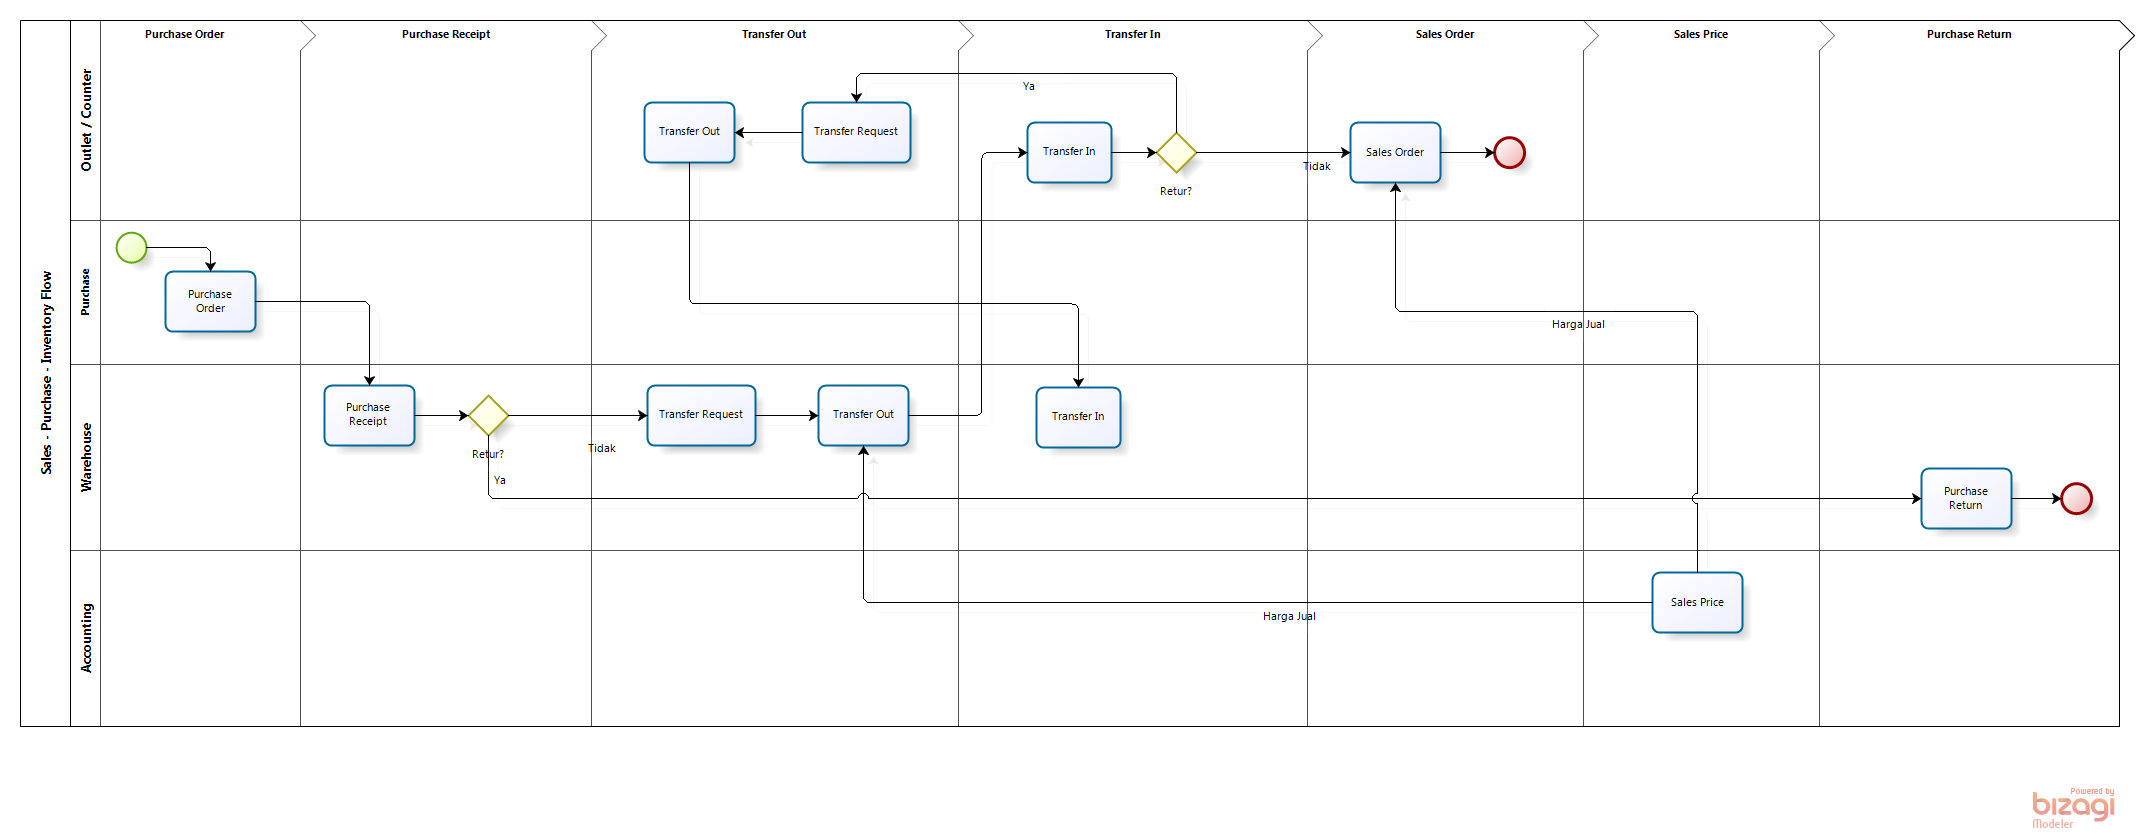 Purchase Order
Purchase Receipt
Transfer Out
Transfer In
Sales Order
Sales Price
Purchase Return
Sales - Purchase - Inventory Flow
Outlet / Counter
Ya
Transfer Out
Transfer Request
Transfer In
Retur?
Tidak
Sales Order
Purchase
Purchase
Order
Harga Jual
Warehouse
Purchase
Receipt
Retur?
Ya
Tidak
Transfer Request
Transfer Out
Transfer In
Purchase
Return
Accounting
Sales Price
Harga Jual
Powered by
bizagi
Modeler